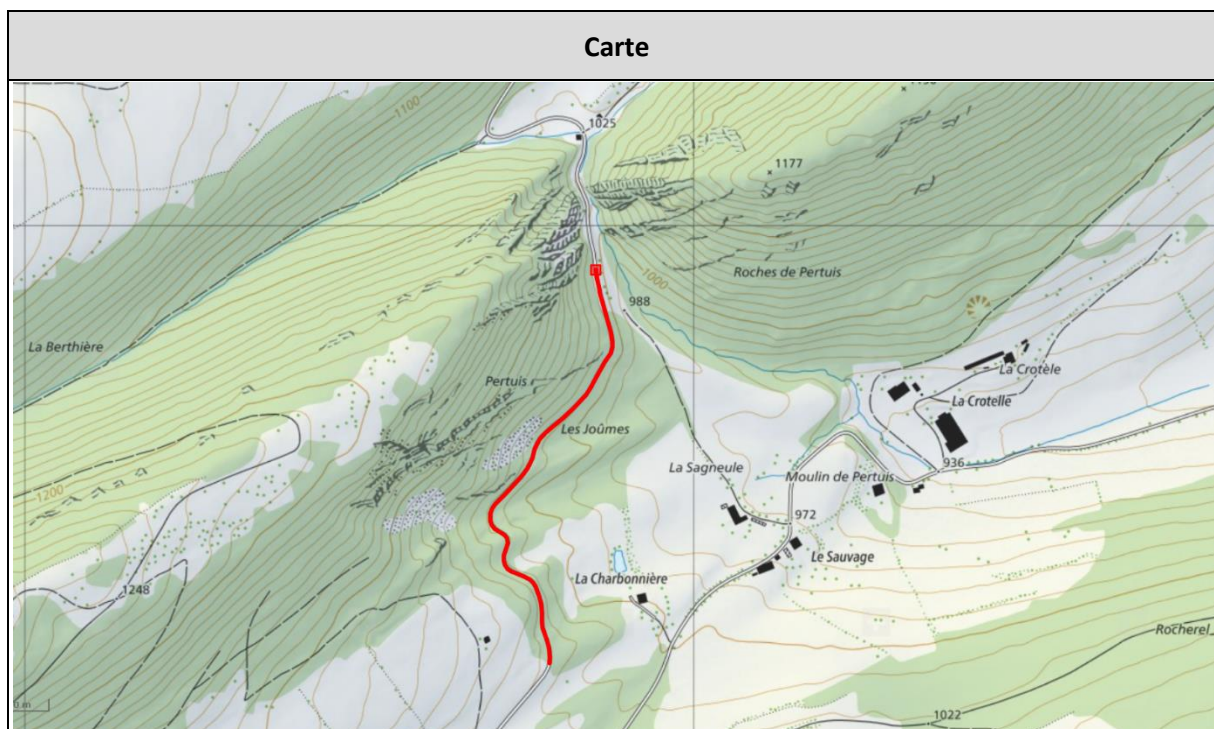 Carte
1100
1025
1177
Roches de Pertuis
1000
988
La Berthière
La Crotèle
Pertuis
La Crotelle
Les Joûmes
936
La Sagneule
Moulin de Pertuis
1200
972
Le Sauvage
La Charbonnière
1248
Rocherel
1022